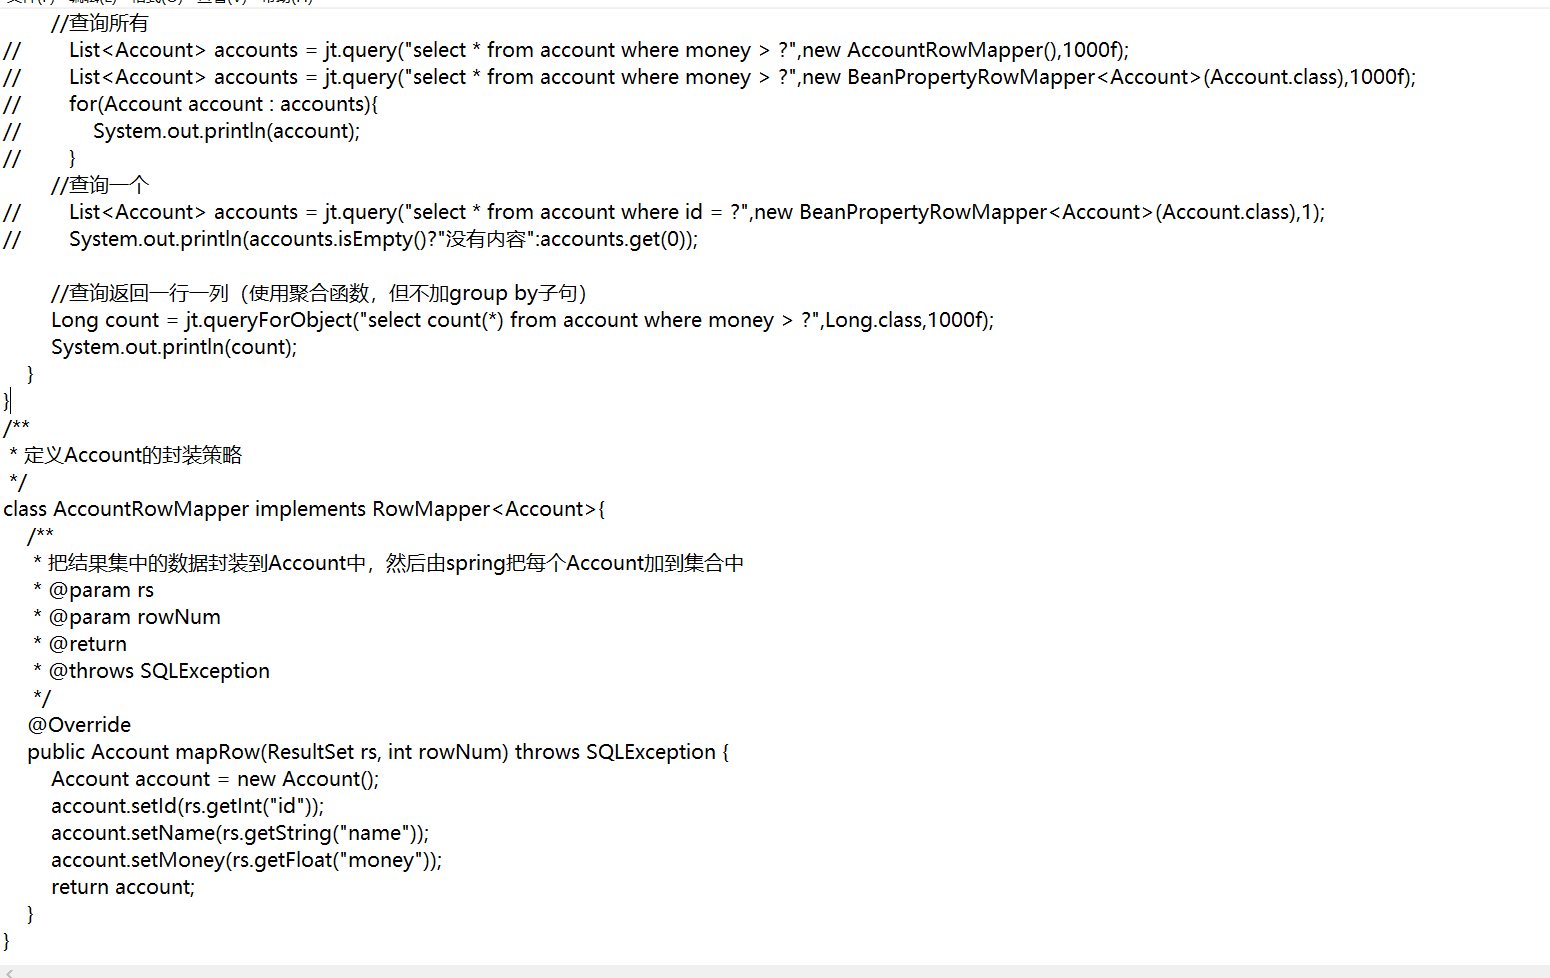 //查询所有
//        List<Account> accounts = jt.query("select * from account where money > ?",new AccountRowMapper(),1000f);
//        List<Account> accounts = jt.query("select * from account where money > ?",new BeanPropertyRowMapper<Account>(Account.class),1000f);
//        for(Account account : accounts){
//            System.out.println(account);
//        }
//查询一个
//        List<Account> accounts = jt.query("select * from account where id = ?",new BeanPropertyRowMapper<Account>(Account.class),1);
//        System.out.println(accounts.isEmpty()?"没有内容":accounts.get(0));
//查询返回一行一列（使用聚合函数，但不加group by子句）
Long count = jt.queryForObject("select count(*) from account where money > ?",Long.class,1000f);
System.out.println(count);
}
}
/**
* 定义Account的封装策略
*/
class AccountRowMapper implements RowMapper<Account>{
/**
* 把结果集中的数据封装到Account中，然后由spring把每个Account加到集合中
* @param rs
* @param rowNum
* @return
* @throws SQLException
*/
@Override
public Account mapRow(ResultSet rs, int rowNum) throws SQLException {
Account account = new Account();
account.setId(rs.getInt("id"));
account.setName(rs.getString("name"));
account.setMoney(rs.getFloat("money"));
return account;
}
}